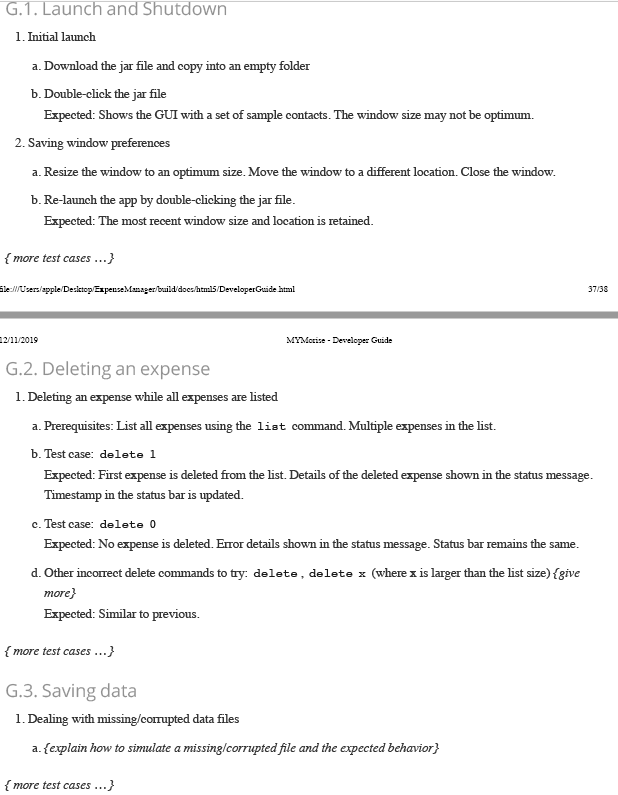 G.1. Launch and Shutdown
1. Initial launch
a. Download the jar file and copy into an empty folder
b. Double-click the jar file
Expected: Shows the GUI with a set of sample contacts. The window size may not be optimum.
2. Saving window preferences
a. Resize the window to an optimum size. Move the window to a different location. Close the window.
b. Re-launch the app by double-clicking the jar file.
Expected: The most recent window size and location is retained.
{ more test cases …}
file:///Users/apple/Desktop/ExpenseManager/build/docs/html5/DeveloperGuide.html 37/38
12/11/2019 MYMorise - Developer Guide
G.2. Deleting an expense
1. Deleting an expense while all expenses are listed
a. Prerequisites: List all expenses using the list command. Multiple expenses in the list.
b. Test case: delete 1
Expected: First expense is deleted from the list. Details of the deleted expense shown in the status message.
Timestamp in the status bar is updated.
c. Test case: delete 0
Expected: No expense is deleted. Error details shown in the status message. Status bar remains the same.
d. Other incorrect delete commands to try: delete, delete x (where x is larger than the list size) {give
more}
Expected: Similar to previous.
{ more test cases …}
G.3. Saving data
1. Dealing with missing/corrupted data files
a. {explain how to simulate a missing/corrupted file and the expected behavior}
{ more test cases …}